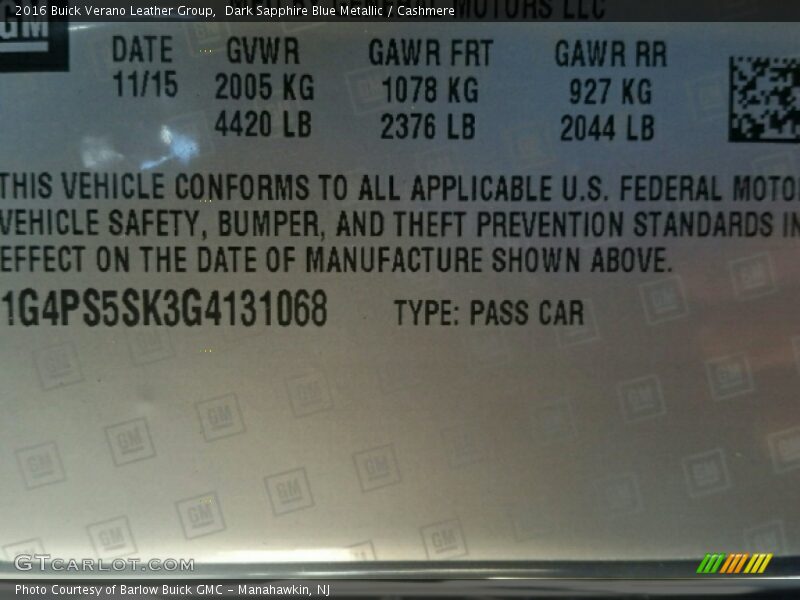 2016 Buick Verano Leather Group, Dark Sapphire Blue Metallic / Cashmere
GM
MOTORS LLC
DATE GVWR GAWR FRT GAWR RR
11/15 2005 KG 1078 KG 927 KG
4420 LB 2376 LB 2044 LB
THIS VEHICLE CONFORMS TO ALL APPLICABLE U.S. FEDERAL MOTO
VEHICLE SAFETY, BUMPER, AND THEFT PREVENTION STANDARDS IN
EFFECT ON THE DATE OF MANUFACTURE SHOWN ABOVE.
1G4PS5SK3G4131068 TYPE: PASS CAR
GTCarLot.com
Photo Courtesy of Barlow Buick GMC - Manahawkin, NJ